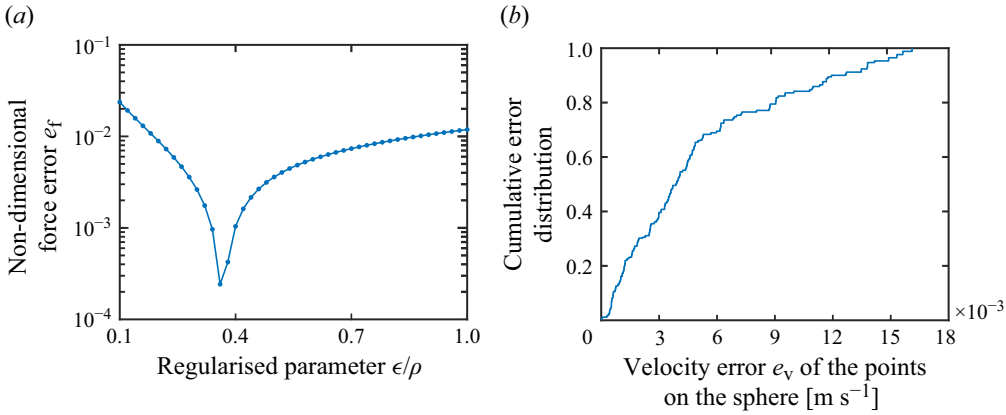 (a)
Non-dimensional
force error e_f
10⁻¹
10⁻²
10⁻³
10⁻⁴
0.1
0.4
0.7
1.0
Regularised parameter ϵ/ρ
(b)
Cumulative error
distribution
1.0
0.8
0.6
0.4
0.2
0
3
6
9
12
15
18
×10⁻³
Velocity error e_v of the points
on the sphere [m s⁻¹]